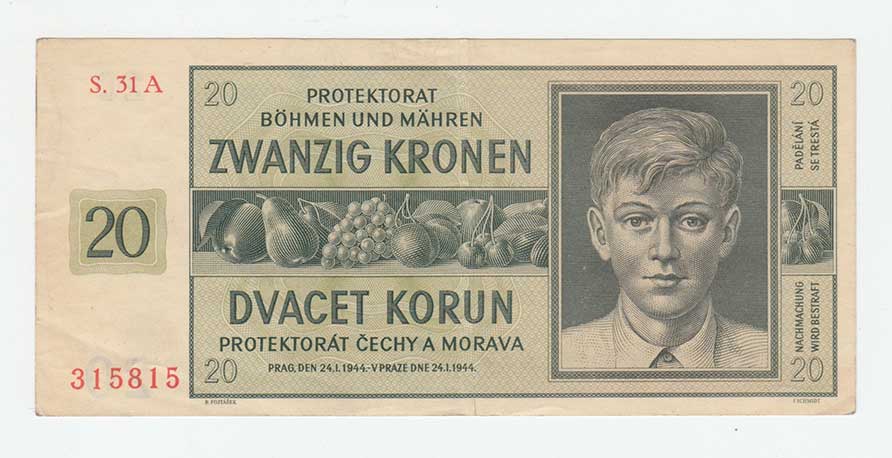 S. 31 A
20
PROTEKTORAT
BÖHMEN UND MÄHREN
ZWANZIG KRONEN
20
DVACET KORUN
PROTEKTORÁT ČECHY A MORAVA
PRAG, DEN 24.I. 1944.-V PRAZE DNE 24.I.1944.
315815
20
20
PADĚLÁNÍ
SE TRESTÁ
NACHMACHUNG
WIRD BESTRAFT
20
I SCHMIDT